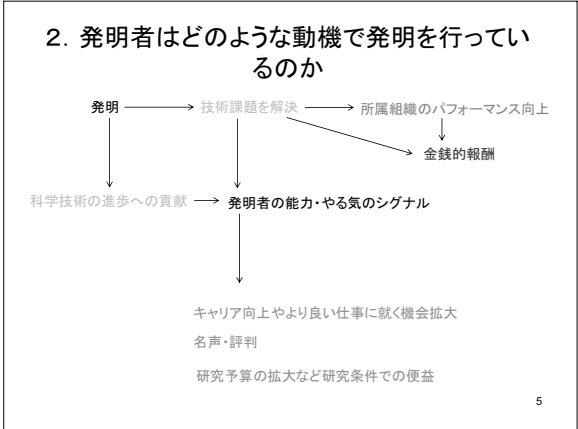 2. 発明者はどのような動機で発明を行ってい
るのか
発明 技術課題を解決 所属組織のパフォーマンス向上
金銭的報酬
科学技術の進歩への貢献 発明者の能力・やる気のシグナル
キャリア向上やより良い仕事に就く機会拡大
名声・評判
研究予算の拡大など研究条件での便益
5